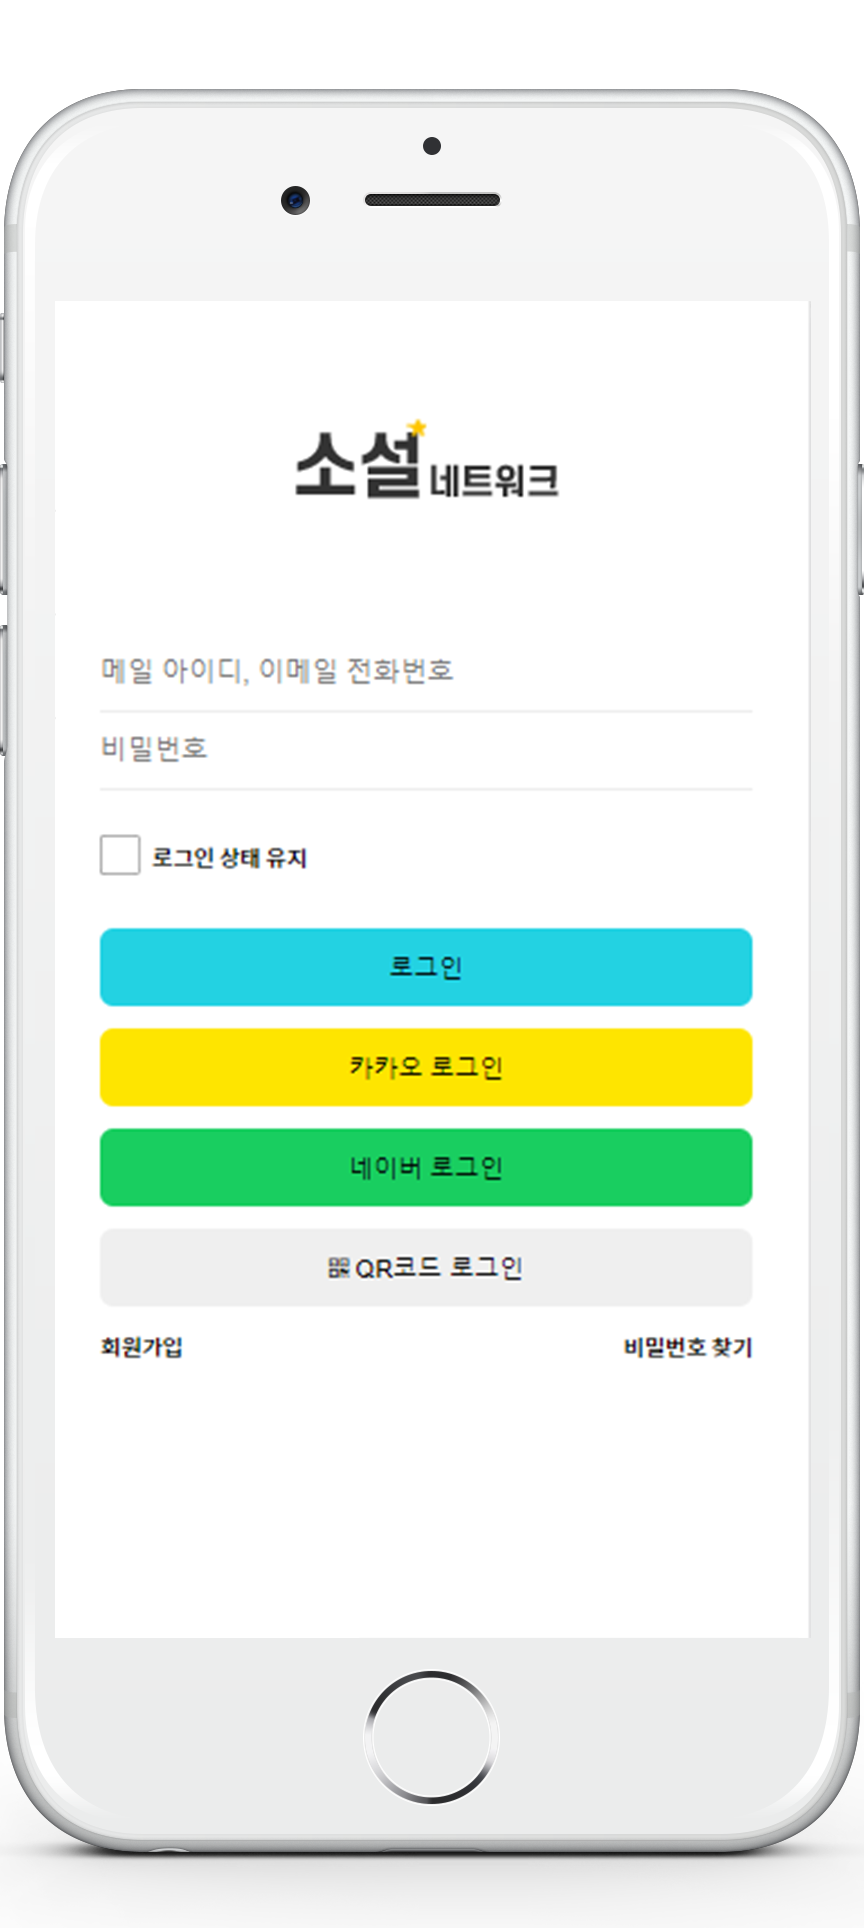 소설 네트워크
메일 아이디, 이메일 전화번호
비밀번호
로그인 상태 유지
로그인
카카오 로그인
네이버 로그인
QR코드 로그인
회원가입 비밀번호 찾기